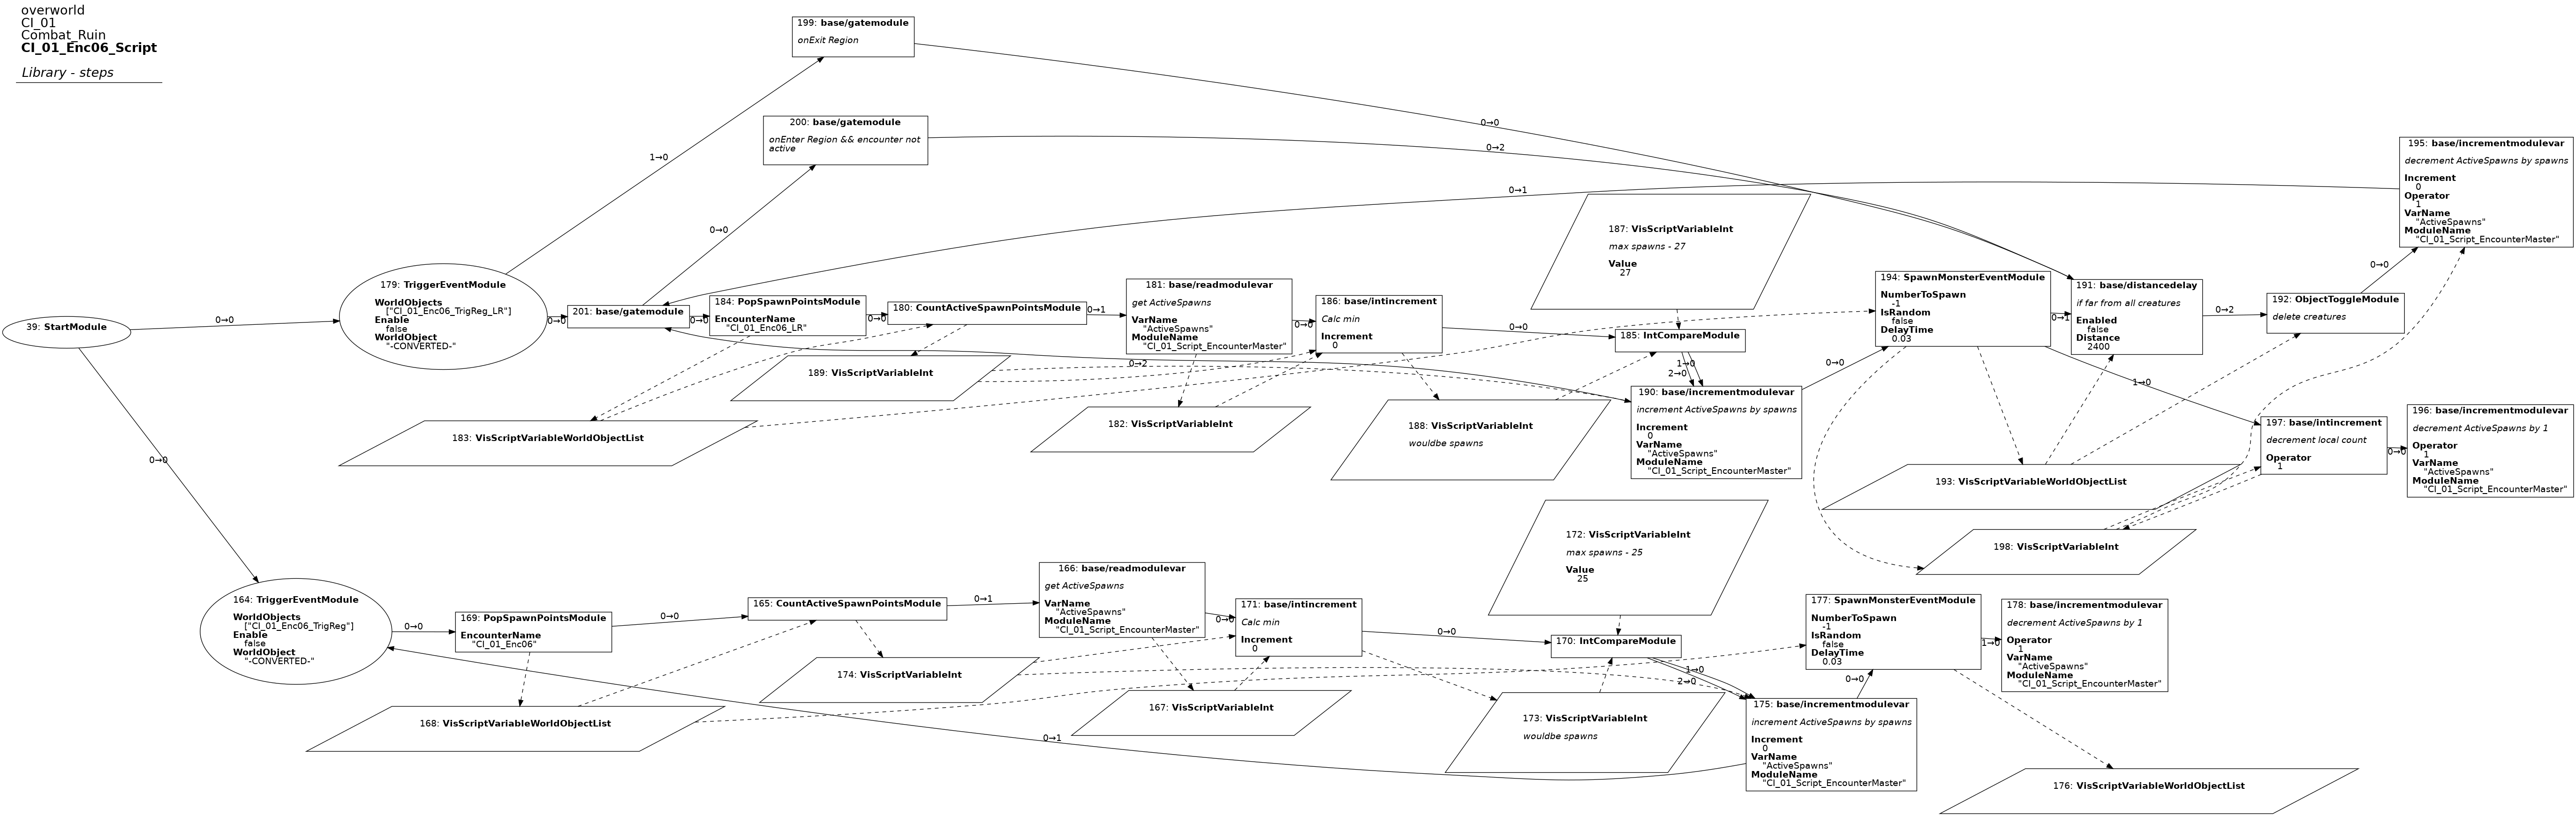 overworld
CI_01
Combat_Ruin
CI_01_Enc06_Script
Library - steps
199: base/gatemodule
onExit Region
200: base/gatemodule
onEnter Region && encounter not
active
1→0
0→0
0→2
0→1
0→0
195: base/incrementmodulevar
decrement ActiveSpawns by spawns
Increment
0
Operator
1
VarName
"ActiveSpawns"
ModuleName
"CI_01_Script_EncounterMaster"
187: VisScriptVariableInt
max spawns - 27
Value
27
39: StartModule
0→0
179: TriggerEventModule
WorldObjects
["CI_01_Enc06_TrigReg_LR"]
Enable
false
WorldObject
"-CONVERTED-"
0→0
201: base/gatemodule
0→0
184: PopSpawnPointsModule
EncounterName
"CI_01_Enc06_LR"
0→0
180: CountActiveSpawnPointsModule
0→1
181: base/readmodulevar
get ActiveSpawns
VarName
"ActiveSpawns"
ModuleName
"CI_01_Script_EncounterMaster"
0→0
186: base/intincrement
Calc min
Increment
0
0→0
185: IntCompareModule
1→0
2→0
194: SpawnMonsterEventModule
NumberToSpawn
-1
IsRandom
false
DelayTime
0.03
0→1
191: base/distancedelay
if far from all creatures
Enabled
false
Distance
2400
0→2
192: ObjectToggleModule
delete creatures
0→0
0→0
189: VisScriptVariableInt
0→2
1→0
190: base/incrementmodulevar
increment ActiveSpawns by spawns
Increment
0
VarName
"ActiveSpawns"
ModuleName
"CI_01_Script_EncounterMaster"
183: VisScriptVariableWorldObjectList
182: VisScriptVariableInt
188: VisScriptVariableInt
wouldbe spawns
197: base/intincrement
decrement local count
Operator
1
0→0
196: base/incrementmodulevar
decrement ActiveSpawns by 1
Operator
1
VarName
"ActiveSpawns"
ModuleName
"CI_01_Script_EncounterMaster"
0→0
193: VisScriptVariableWorldObjectList
198: VisScriptVariableInt
172: VisScriptVariableInt
max spawns - 25
Value
25
164: TriggerEventModule
WorldObjects
["CI_01_Enc06_TrigReg"]
Enable
false
WorldObject
"-CONVERTED-"
0→0
169: PopSpawnPointsModule
EncounterName
"CI_01_Enc06"
0→0
165: CountActiveSpawnPointsModule
0→1
166: base/readmodulevar
get ActiveSpawns
VarName
"ActiveSpawns"
ModuleName
"CI_01_Script_EncounterMaster"
0→0
171: base/intincrement
Calc min
Increment
0
0→0
170: IntCompareModule
1→0
2→0
177: SpawnMonsterEventModule
NumberToSpawn
-1
IsRandom
false
DelayTime
0.03
1→0
178: base/incrementmodulevar
decrement ActiveSpawns by 1
Operator
1
VarName
"ActiveSpawns"
ModuleName
"CI_01_Script_EncounterMaster"
0→0
174: VisScriptVariableInt
168: VisScriptVariableWorldObjectList
167: VisScriptVariableInt
173: VisScriptVariableInt
wouldbe spawns
0→1
175: base/incrementmodulevar
increment ActiveSpawns by spawns
Increment
0
VarName
"ActiveSpawns"
ModuleName
"CI_01_Script_EncounterMaster"
176: VisScriptVariableWorldObjectList